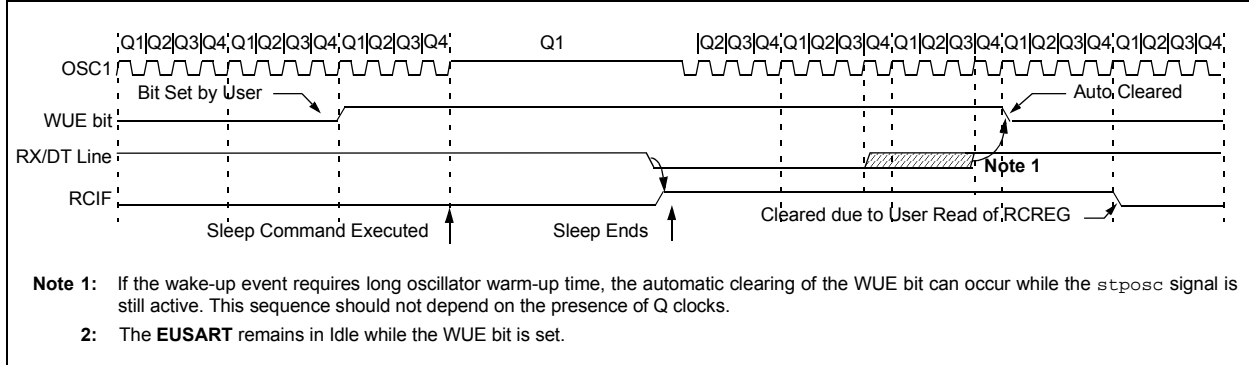 Q1|Q2|Q3|Q4 Q1|Q2|Q3|Q4 Q1|Q2|Q3|Q4 Q1 Q2|Q3|Q4 Q1|Q2|Q3|Q4 Q1|Q2|Q3|Q4 Q1|Q2|Q3|Q4 Q1|Q2|Q3|Q4
OSC1
Bit Set by User Auto Cleared
WUE bit
RX/DT Line
Note 1
RCIF
Cleared due to User Read of RCREG
Sleep Command Executed Sleep Ends
Note 1: If the wake-up event requires long oscillator warm-up time, the automatic clearing of the WUE bit can occur while the stposc signal is
still active. This sequence should not depend on the presence of Q clocks.
2: The EUSART remains in Idle while the WUE bit is set.